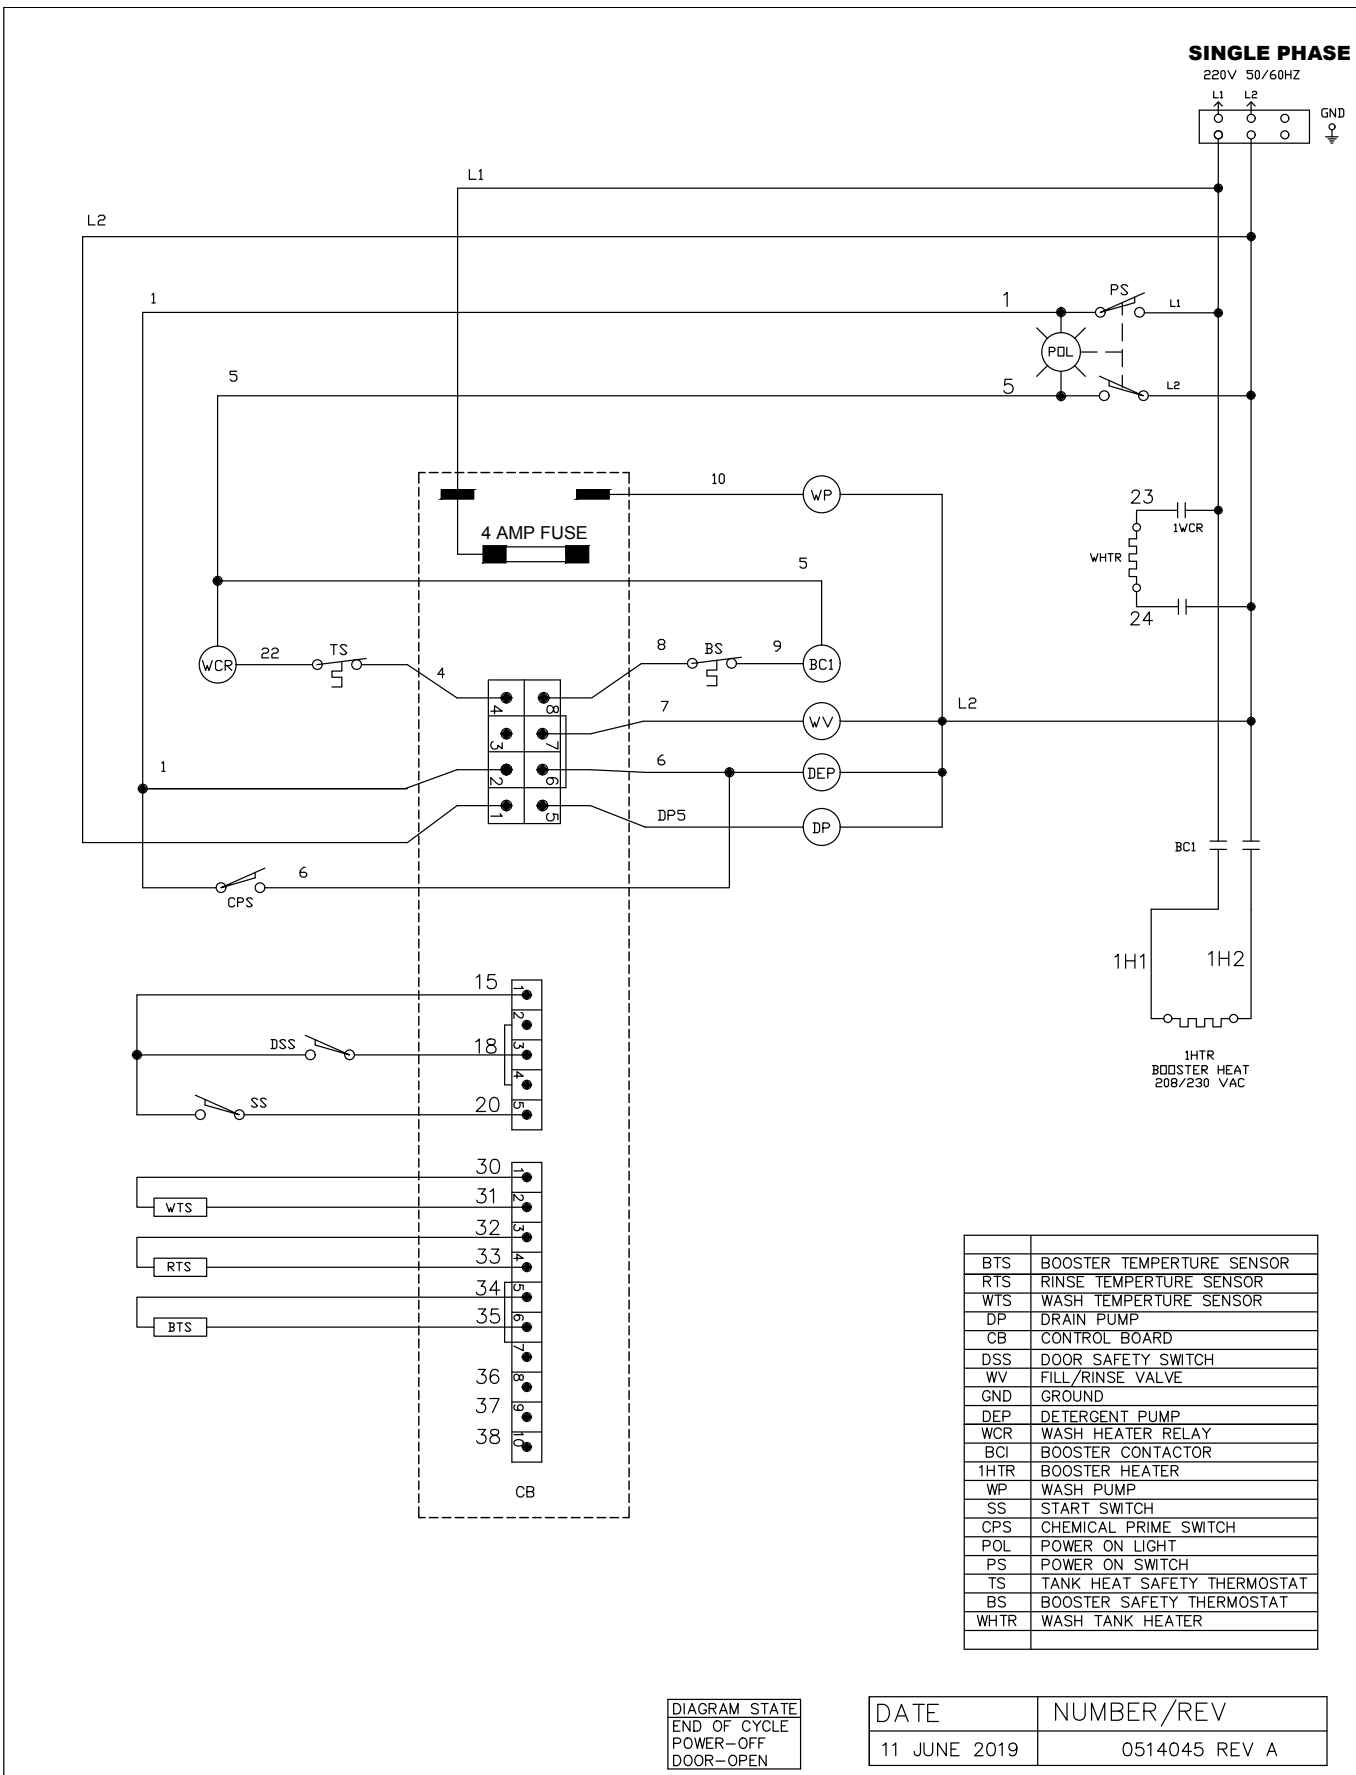 SINGLE PHASE
220V 50/60HZ
L1 L2
GND
L1
L2
1
1
PS
L1
POL
5
5
L2
10
WP
4 AMP FUSE
23
1WCR
WHTR
24
5
WCR
22
TS
4
8
BS
9
BC1
4 8
3 7
2 6
1 5
7
WV
L2
1
6
DEP
DP5
DP
BC1
CPS
6
1H1
1H2
1HTR
BOOSTER HEAT
208/230 VAC
15
1
2
DSS
18
3
4
SS
20
5
30
1
WTS
31
2
32
3
RTS
33
4
34
5
BTS
35
6
7
36
8
37
9
38
10
CB
BTS BOOSTER TEMPERTURE SENSOR
RTS RINSE TEMPERTURE SENSOR
WTS WASH TEMPERTURE SENSOR
DP DRAIN PUMP
CB CONTROL BOARD
DSS DOOR SAFETY SWITCH
WV FILL/RINSE VALVE
GND GROUND
DEP DETERGENT PUMP
WCR WASH HEATER RELAY
BCI BOOSTER CONTACTOR
1HTR BOOSTER HEATER
WP WASH PUMP
SS START SWITCH
CPS CHEMICAL PRIME SWITCH
POL POWER ON LIGHT
PS POWER ON SWITCH
TS TANK HEAT SAFETY THERMOSTAT
BS BOOSTER SAFETY THERMOSTAT
WHTR WASH TANK HEATER
DIAGRAM STATE
END OF CYCLE
POWER-OFF
DOOR-OPEN
DATE NUMBER/REV
11 JUNE 2019 0514045 REV A